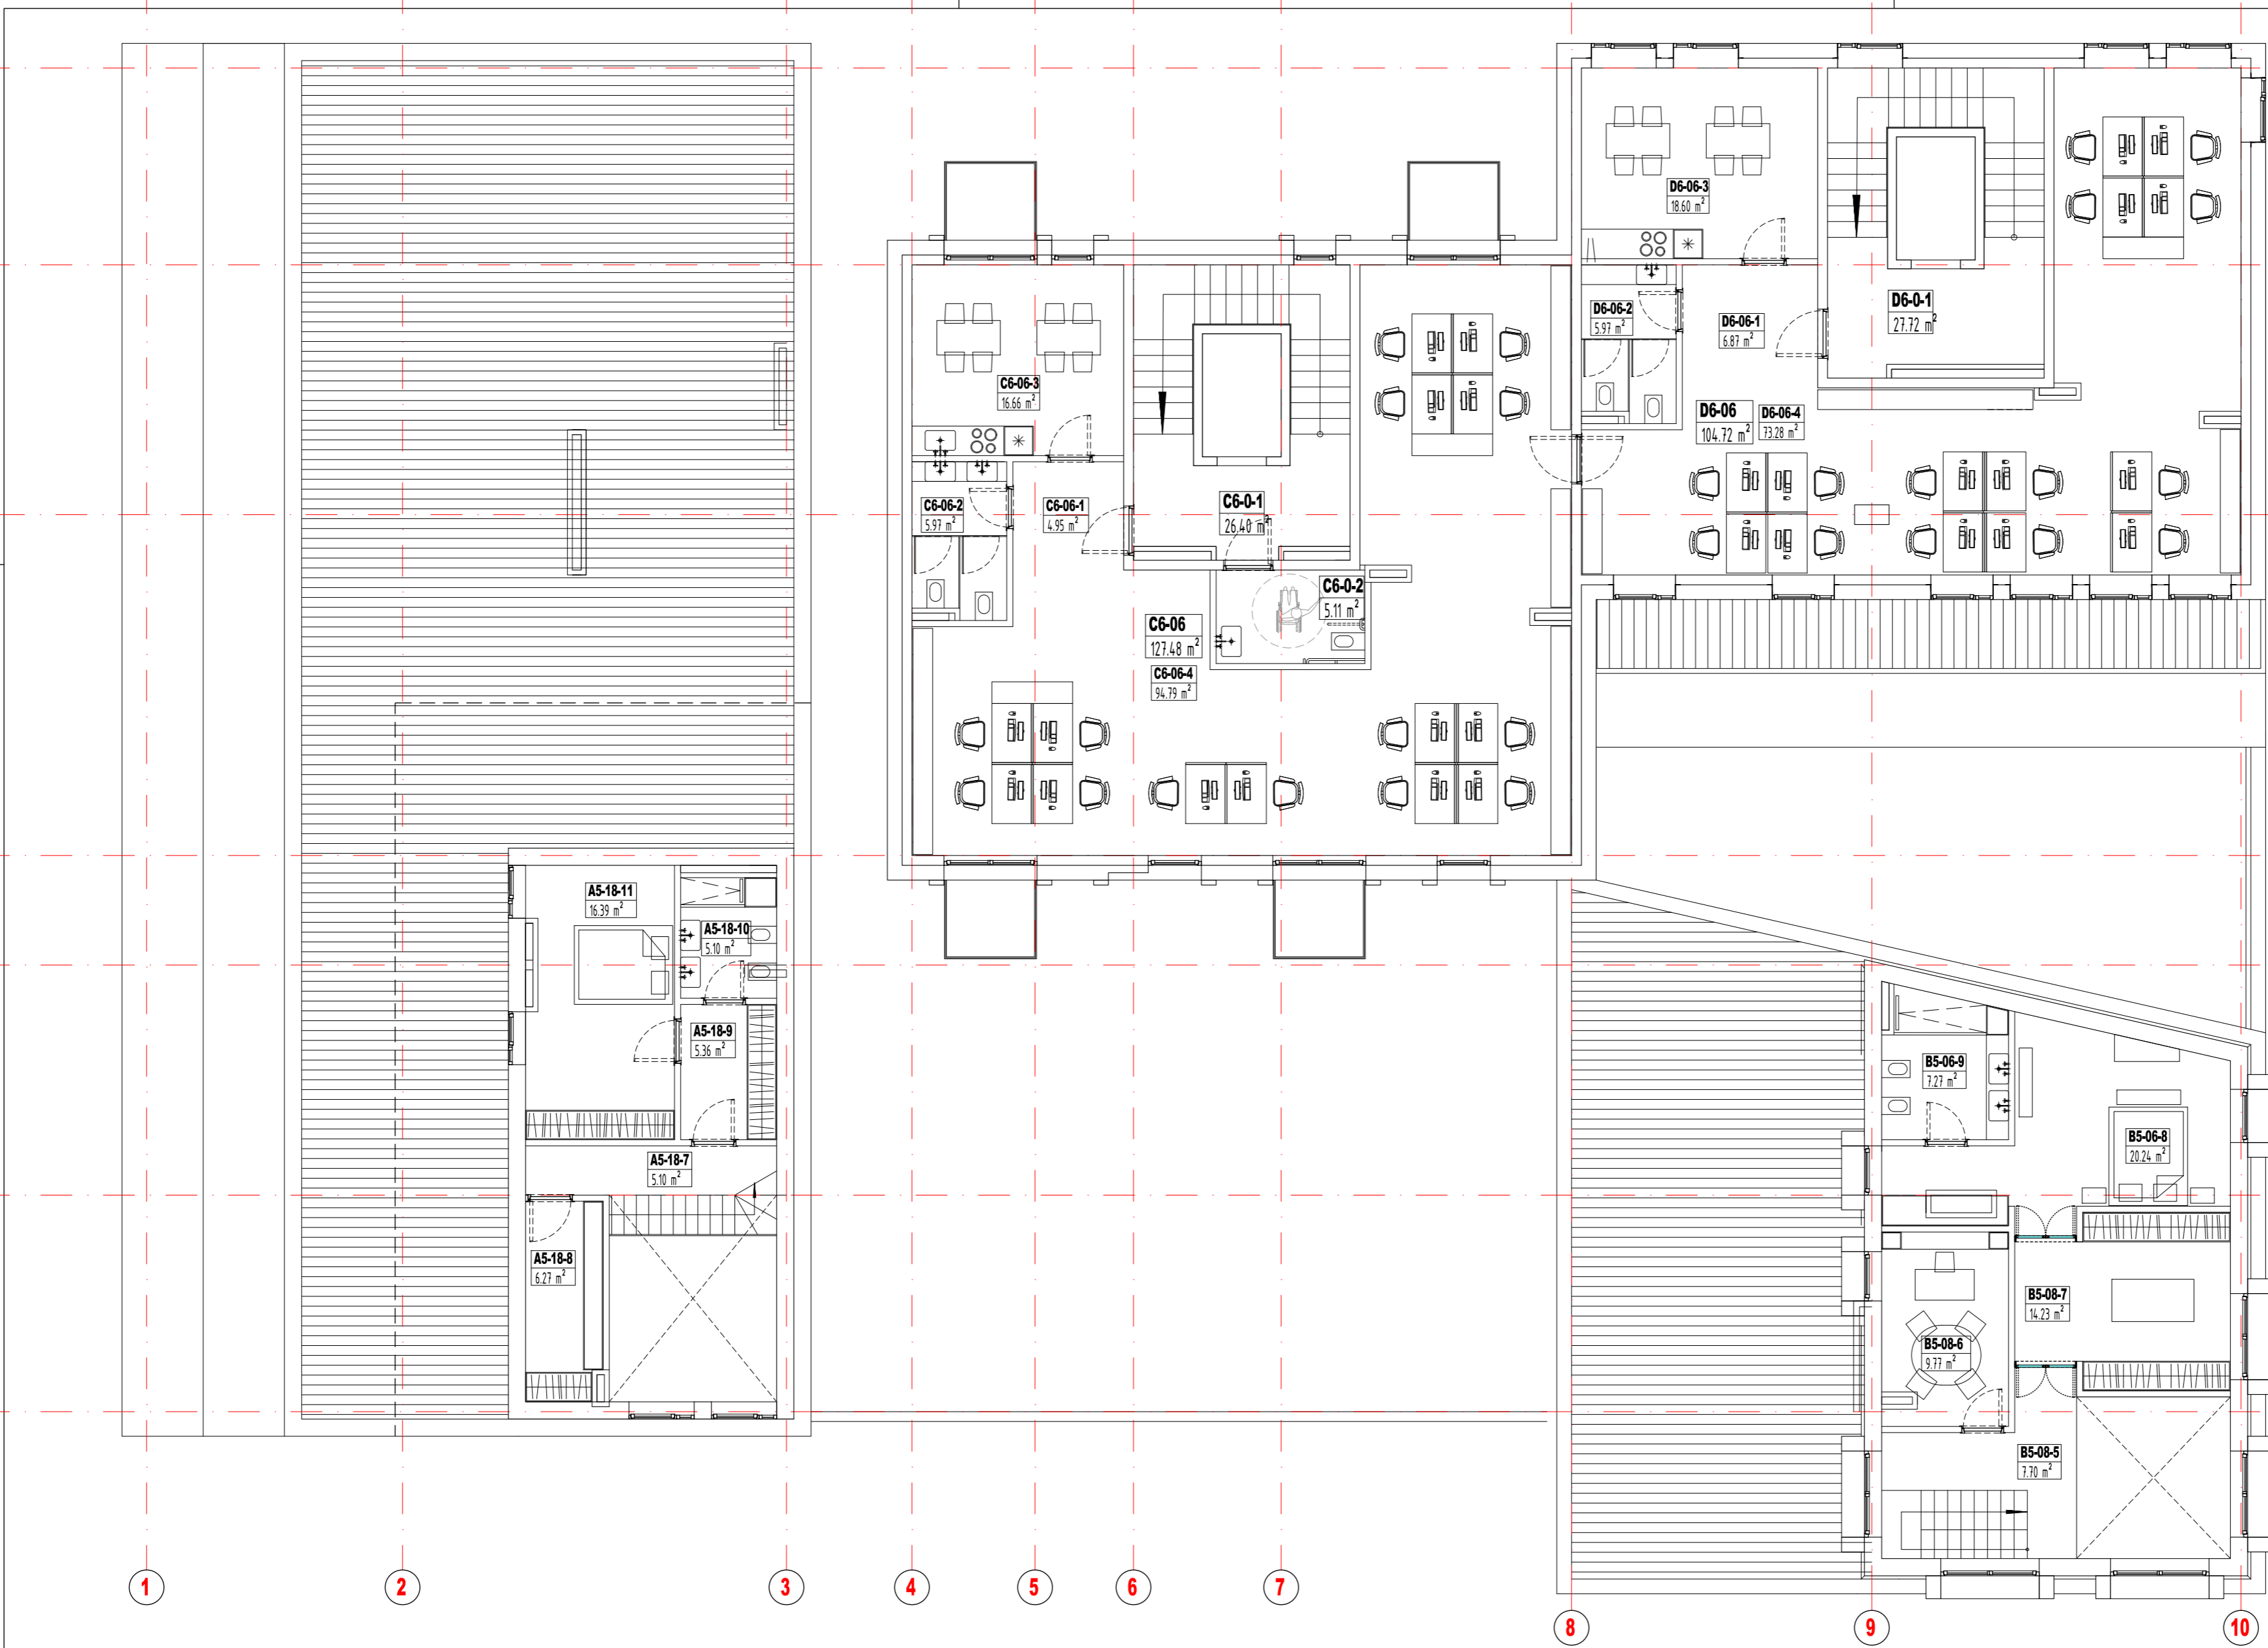 D6-06-3
18.60 m²
D6-0-1
27.72 m²
D6-06-2
5.97 m²
D6-06-1
6.87 m²
D6-06
104.72 m²
D6-06-4
73.28 m²
C6-06-3
16.66 m²
C6-06-2
5.97 m²
C6-06-1
4.95 m²
C6-0-1
26.40 m²
C6-0-2
5.11 m²
C6-06
127.48 m²
C6-06-4
94.79 m²
A5-18-11
16.39 m²
A5-18-10
5.10 m²
A5-18-9
5.36 m²
A5-18-7
5.10 m²
A5-18-8
6.27 m²
B5-06-9
7.27 m²
B5-06-8
20.24 m²
B5-08-7
14.23 m²
B5-08-6
9.77 m²
B5-08-5
7.70 m²
1
2
3
4
5
6
7
8
9
10